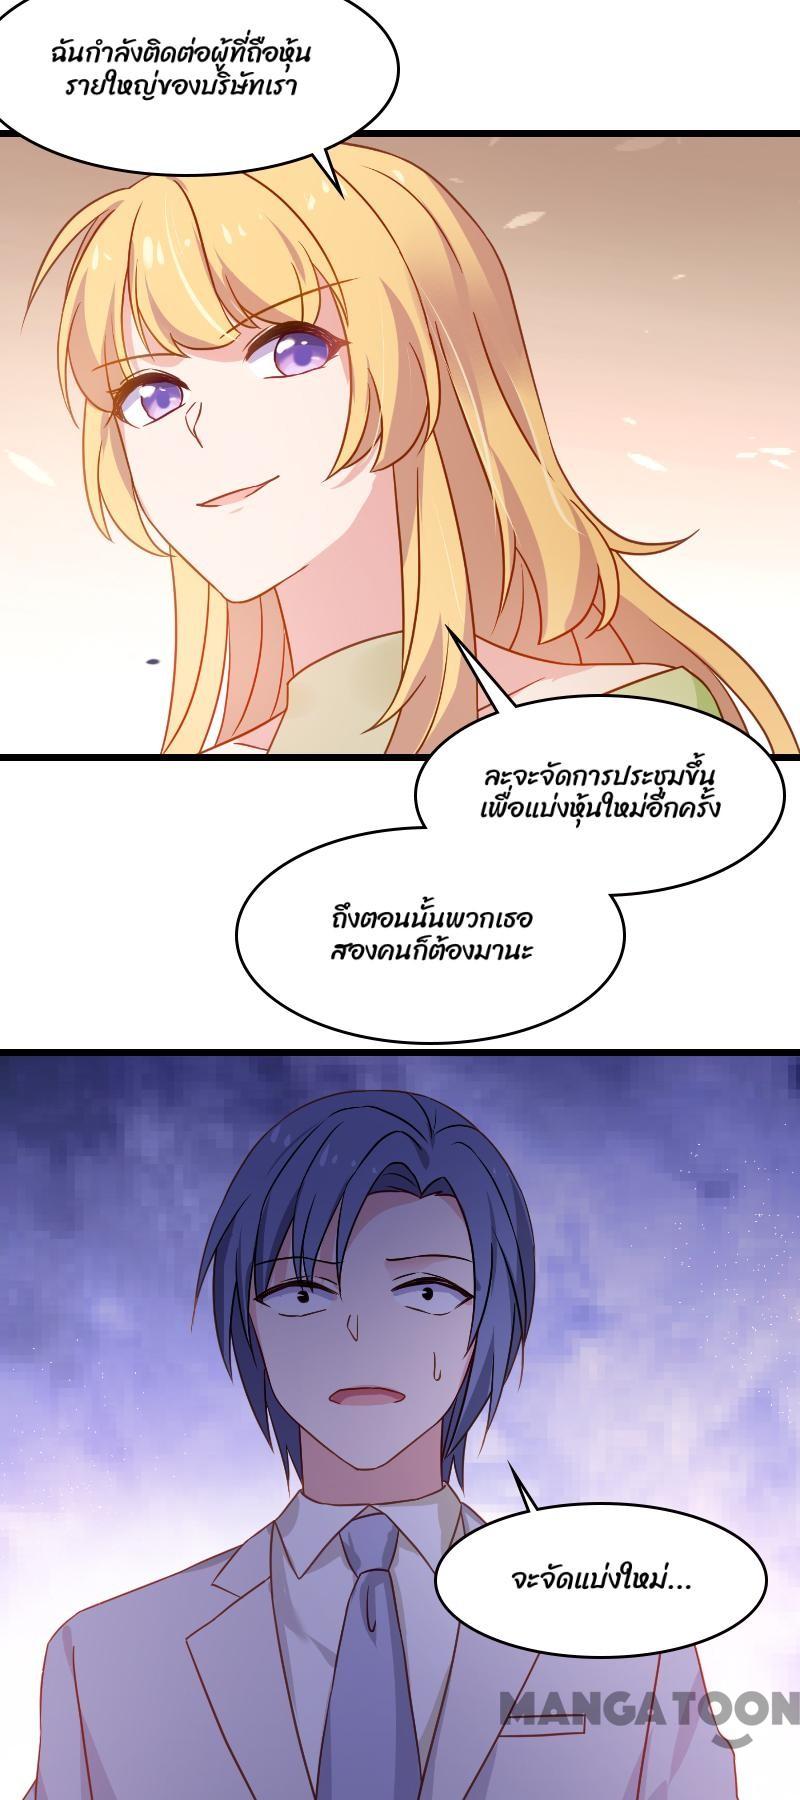 ฉันกำลังติดต่อผู้ที่ถือหุ้น
รายใหญ่ของบริษัทเรา
ละจะจัดการประชุมขึ้น
เพื่อแบ่งหุ้นใหม่อีกครั้ง
ถึงตอนนั้นพวกเธอ
สองคนก็ต้องมานะ
จะจัดแบ่งใหม่...
MANGATOON